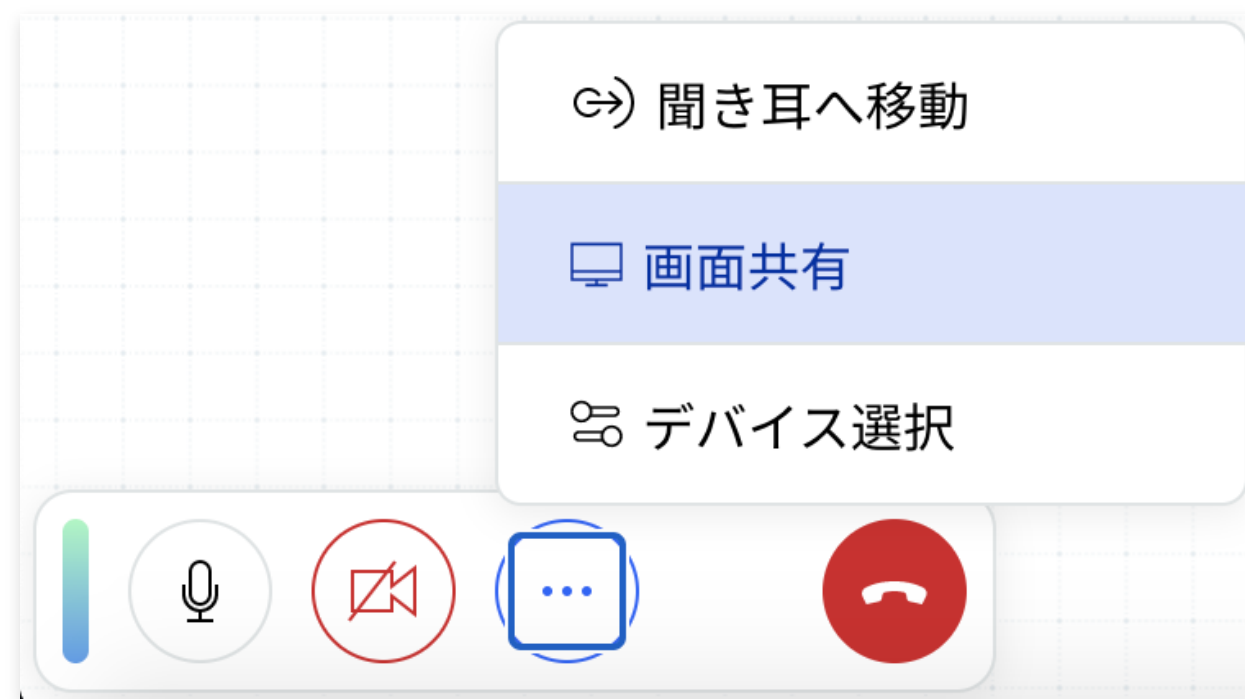 聞き耳へ移動
画面共有
デバイス選択